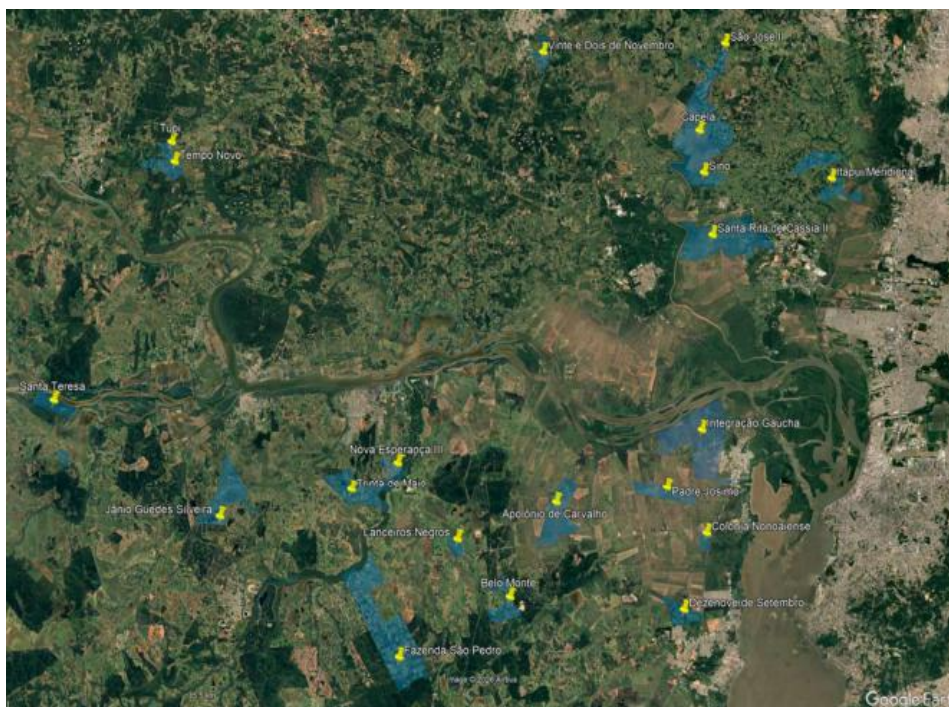 São José II
Vinte e Dois de Novembro
Capela
Tupi
Tempo Novo
Sino
Itapuí Meridional
Santa Rita de Cássia II
Santa Teresa
Integração Gaucha
Nova Esperança III
Trinta de Maio
Padre Josimo
Jânio Guedes Silveira
Apolônio de Carvalho
Colônia Nonoaiense
Lanceiros Negros
Belo Monte
Dezenove de Setembro
Fazenda São Pedro
Google Ear